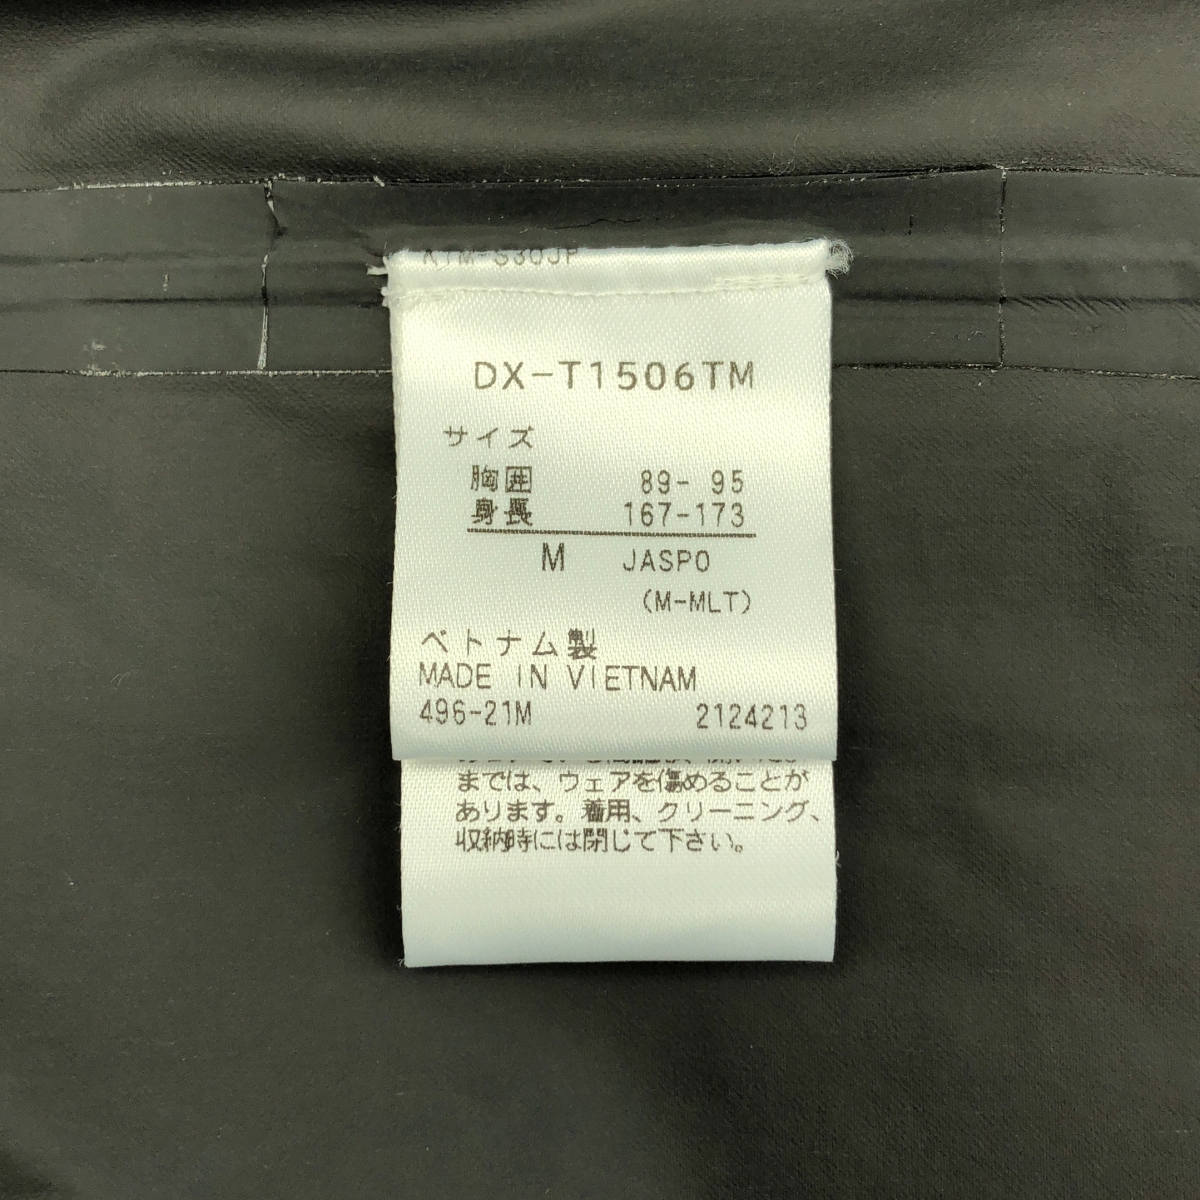 DX-T1506TM
サイズ
胸囲 89- 95
身長 167-173
M JASPO
(M-MLT)
ベトナム製
MADE IN VIETNAM
496-21M 2124213
までは、ウェアを傷めることが
あります。着用、クリーニング、
収納時には閉じて下さい。